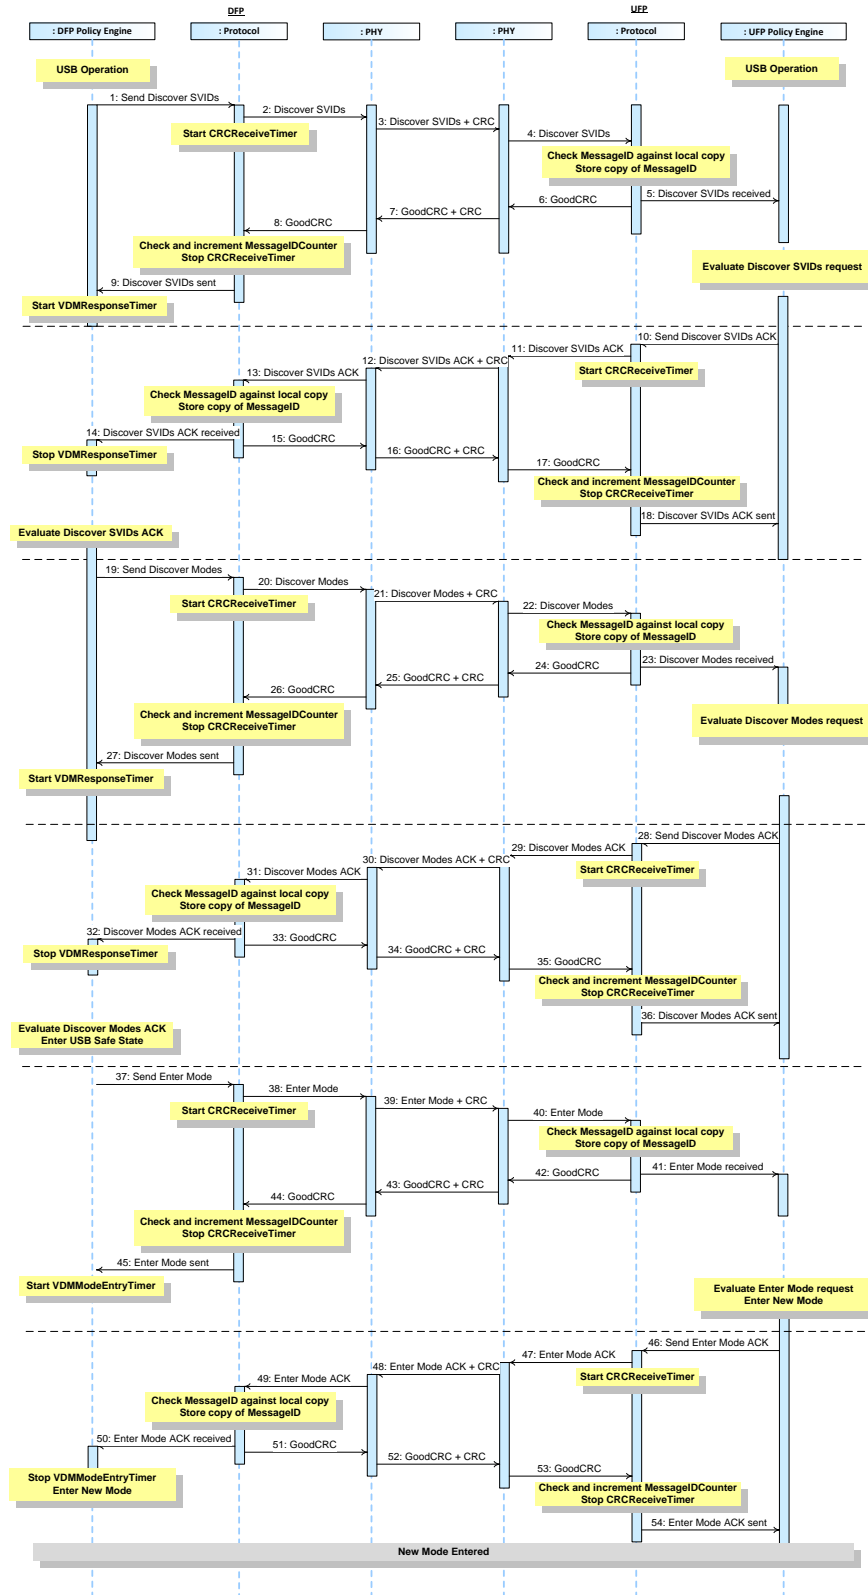 DFP
UFP
: DFP Policy Engine
: Protocol
: PHY
: PHY
: Protocol
: UFP Policy Engine
USB Operation
USB Operation
1: Send Discover SVIDs
2: Discover SVIDs
Start CRCReceiveTimer
3: Discover SVIDs + CRC
4: Discover SVIDs
Check MessageID against local copy
Store copy of MessageID
5: Discover SVIDs received
6: GoodCRC
7: GoodCRC + CRC
8: GoodCRC
Check and increment MessageIDCounter
Stop CRCReceiveTimer
Evaluate Discover SVIDs request
9: Discover SVIDs sent
Start VDMResponseTimer
10: Send Discover SVIDs ACK
11: Discover SVIDs ACK
Start CRCReceiveTimer
12: Discover SVIDs ACK + CRC
13: Discover SVIDs ACK
Check MessageID against local copy
Store copy of MessageID
14: Discover SVIDs ACK received
15: GoodCRC
Stop VDMResponseTimer
16: GoodCRC + CRC
17: GoodCRC
Check and increment MessageIDCounter
Stop CRCReceiveTimer
18: Discover SVIDs ACK sent
Evaluate Discover SVIDs ACK
19: Send Discover Modes
20: Discover Modes
Start CRCReceiveTimer
21: Discover Modes + CRC
22: Discover Modes
Check MessageID against local copy
Store copy of MessageID
23: Discover Modes received
24: GoodCRC
25: GoodCRC + CRC
26: GoodCRC
Check and increment MessageIDCounter
Stop CRCReceiveTimer
Evaluate Discover Modes request
27: Discover Modes sent
Start VDMResponseTimer
28: Send Discover Modes ACK
29: Discover Modes ACK
Start CRCReceiveTimer
30: Discover Modes ACK + CRC
31: Discover Modes ACK
Check MessageID against local copy
Store copy of MessageID
32: Discover Modes ACK received
33: GoodCRC
Stop VDMResponseTimer
34: GoodCRC + CRC
35: GoodCRC
Check and increment MessageIDCounter
Stop CRCReceiveTimer
36: Discover Modes ACK sent
Evaluate Discover Modes ACK
Enter USB Safe State
37: Send Enter Mode
38: Enter Mode
Start CRCReceiveTimer
39: Enter Mode + CRC
40: Enter Mode
Check MessageID against local copy
Store copy of MessageID
41: Enter Mode received
42: GoodCRC
43: GoodCRC + CRC
44: GoodCRC
Check and increment MessageIDCounter
Stop CRCReceiveTimer
45: Enter Mode sent
Start VDMModeEntryTimer
Evaluate Enter Mode request
Enter New Mode
46: Send Enter Mode ACK
47: Enter Mode ACK
Start CRCReceiveTimer
48: Enter Mode ACK + CRC
49: Enter Mode ACK
Check MessageID against local copy
Store copy of MessageID
50: Enter Mode ACK received
51: GoodCRC
52: GoodCRC + CRC
53: GoodCRC
Stop VDMModeEntryTimer
Enter New Mode
Check and increment MessageIDCounter
Stop CRCReceiveTimer
54: Enter Mode ACK sent
New Mode Entered